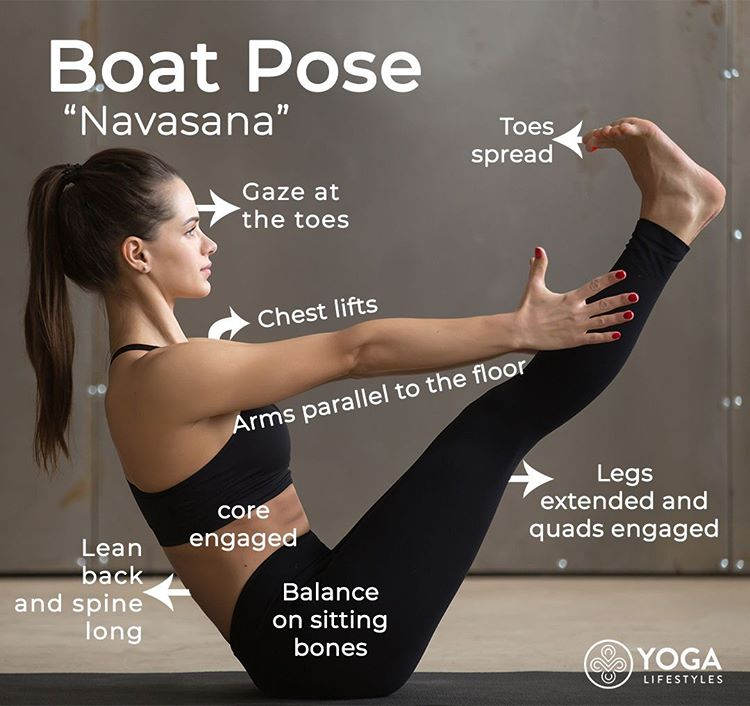 Boat Pose
“Navasana”
Toes
spread
Gaze at
the toes
Chest lifts
Arms parallel to the floor
Legs
extended and
quads engaged
core
engaged
Lean
back
and spine
long
Balance
on sitting
bones
YOGA
LIFESTYLES